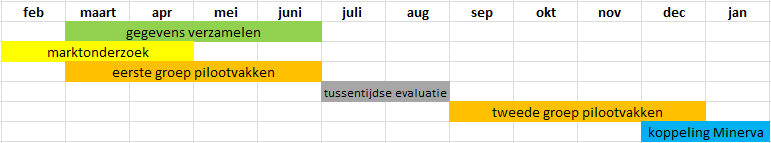 feb maart apr mei juni juli aug sep okt nov dec jan
gegevens verzamelen
marktonderzoek
eerste groep pilootvakken
tussentijdse evaluatie
tweede groep pilootvakken
koppeling Minerva